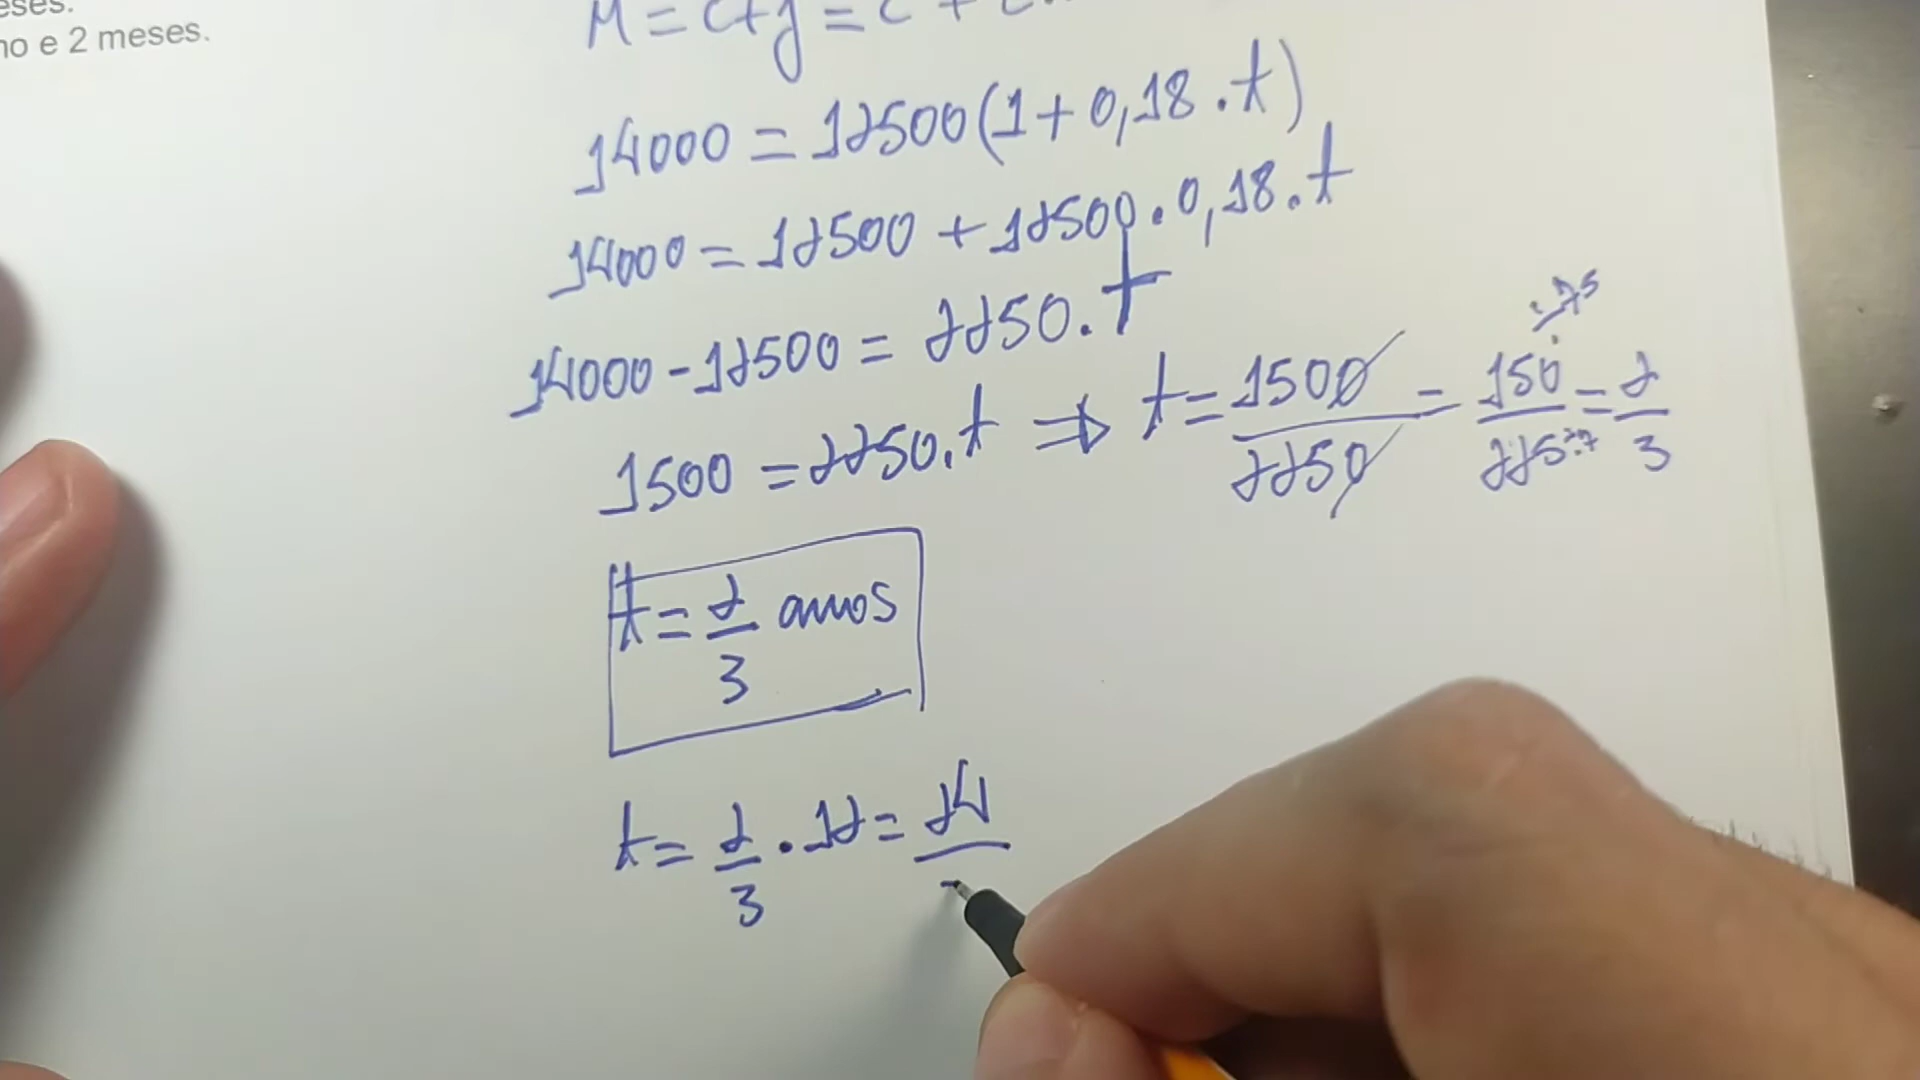 eses.
no e 2 meses.
M = C + J = C + C
14000 = 12500(1 + 0,18 . t)
14000 = 12500 + 12500 . 0,18 . t
14000 - 12500 = 2250 . t
1500 = 2250 . t ⇒ t = 1500/2250 = 150/225 = 2/3
:75
t = 2/3 anos
t = 2/3 . 12 = 24